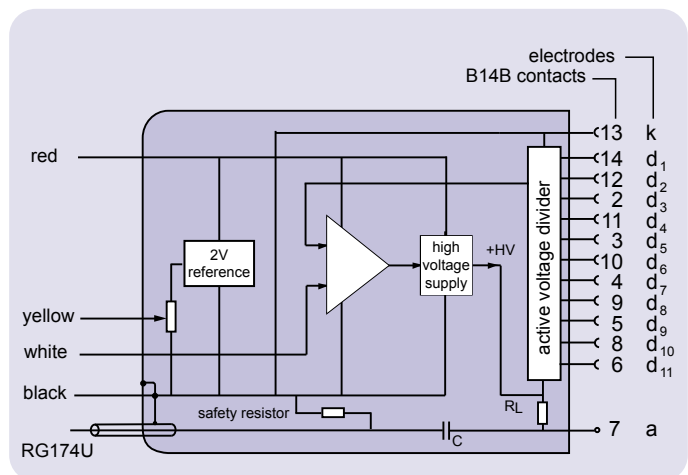 electrodes
B14B contacts
13 k
red
14 d1
12 d2
2 d3
11 d4
3 d5
10 d6
4 d7
9 d8
5 d9
8 d10
6 d11
2V
reference
high
voltage
supply
+HV
active voltage divider
yellow
white
black
safety resistor
RL
C
7 a
RG174U